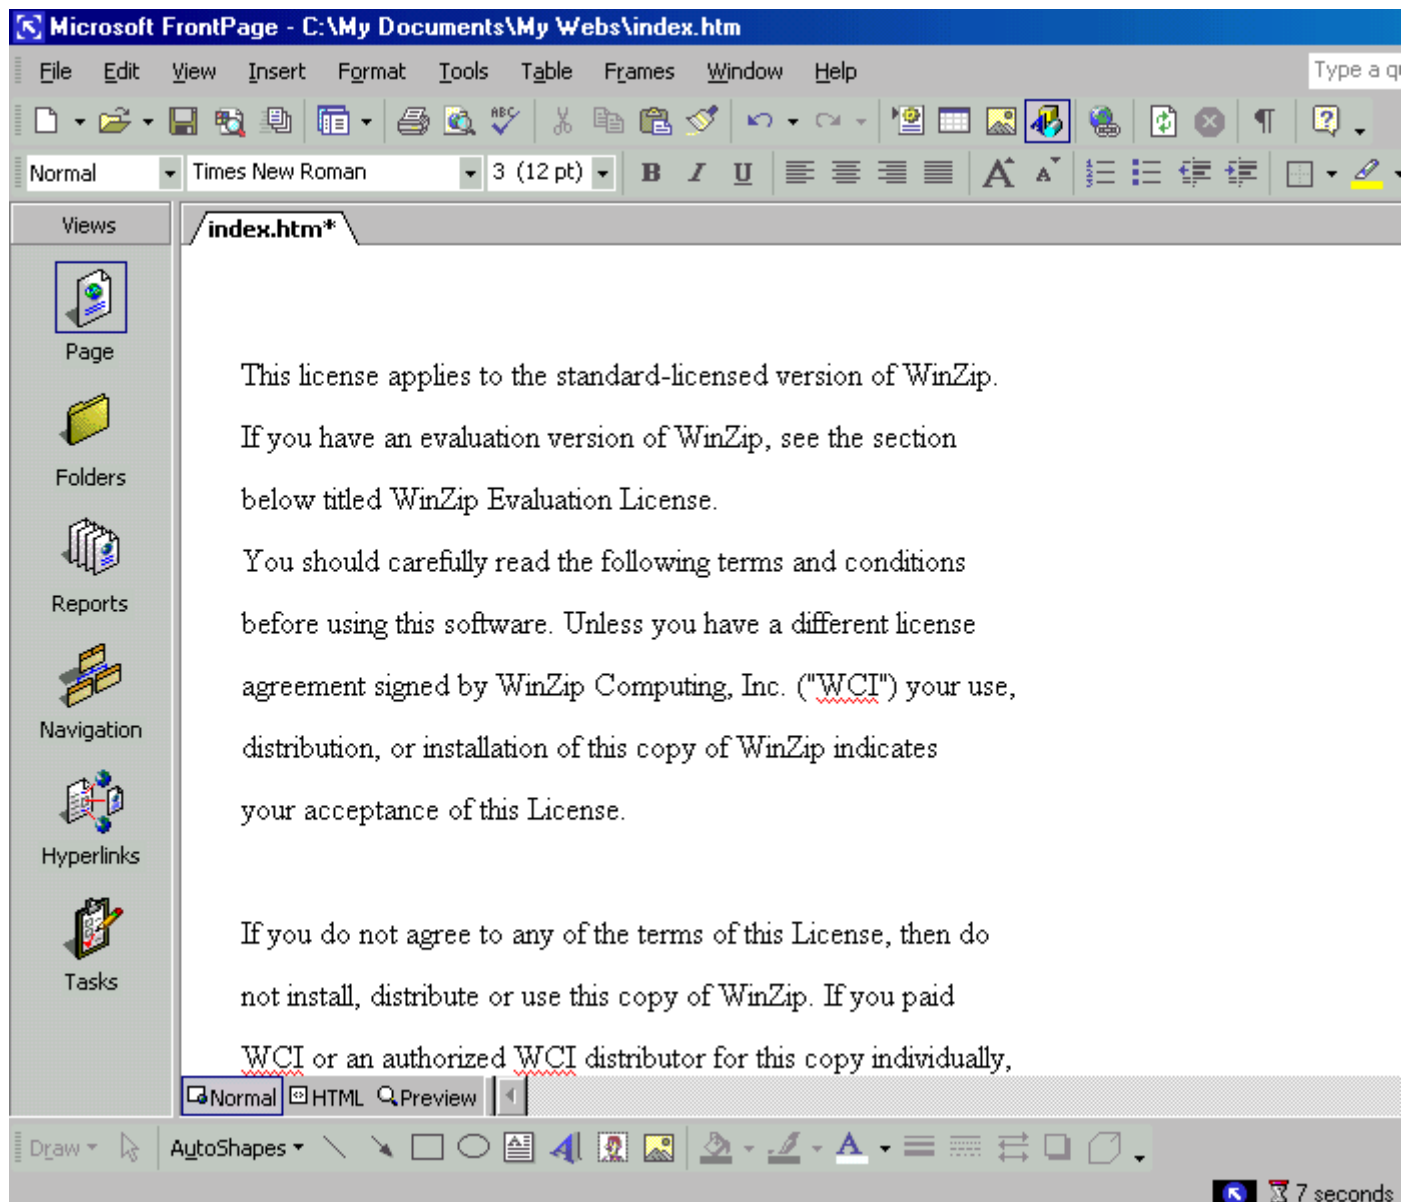 Microsoft FrontPage - C:\My Documents\My Webs\index.htm
File Edit View Insert Format Tools Table Frames Window Help Type a qu
Normal Times New Roman 3 (12 pt) B I U A A
Views index.htm*
Page
Folders
Reports
Navigation
Hyperlinks
Tasks
This license applies to the standard-licensed version of WinZip.
If you have an evaluation version of WinZip, see the section
below titled WinZip Evaluation License.
You should carefully read the following terms and conditions
before using this software. Unless you have a different license
agreement signed by WinZip Computing, Inc. ("WCI") your use,
distribution, or installation of this copy of WinZip indicates
your acceptance of this License.
If you do not agree to any of the terms of this License, then do
not install, distribute or use this copy of WinZip. If you paid
WCI or an authorized WCI distributor for this copy individually,
Normal HTML Preview
Draw AutoShapes
7 seconds